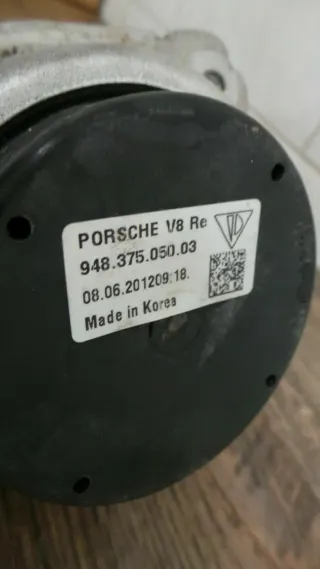 PORSCHE V8 Re
948.375.050.03
08.06.201209:18.
Made in Korea